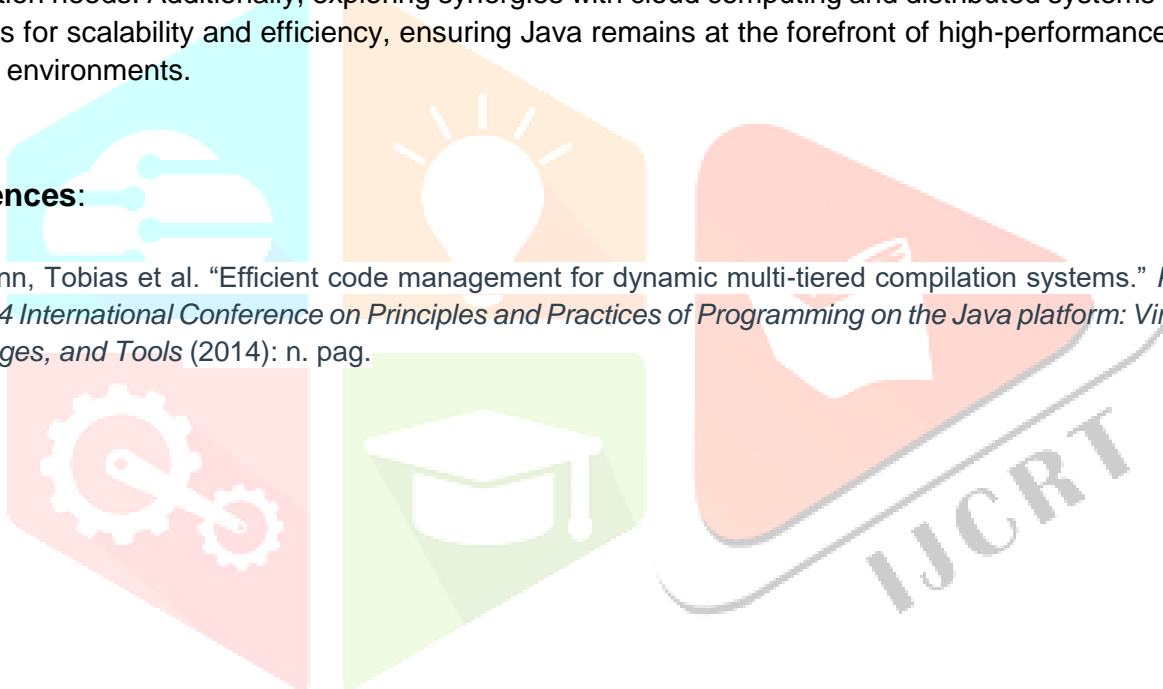 tion needs. Additionally, exploring synergies with cloud computing and distributed systems
s for scalability and efficiency, ensuring Java remains at the forefront of high-performance
environments.
ences:
nn, Tobias et al. “Efficient code management for dynamic multi-tiered compilation systems.”
4 International Conference on Principles and Practices of Programming on the Java platform: Vir
ges, and Tools (2014): n. pag.
IJCRT